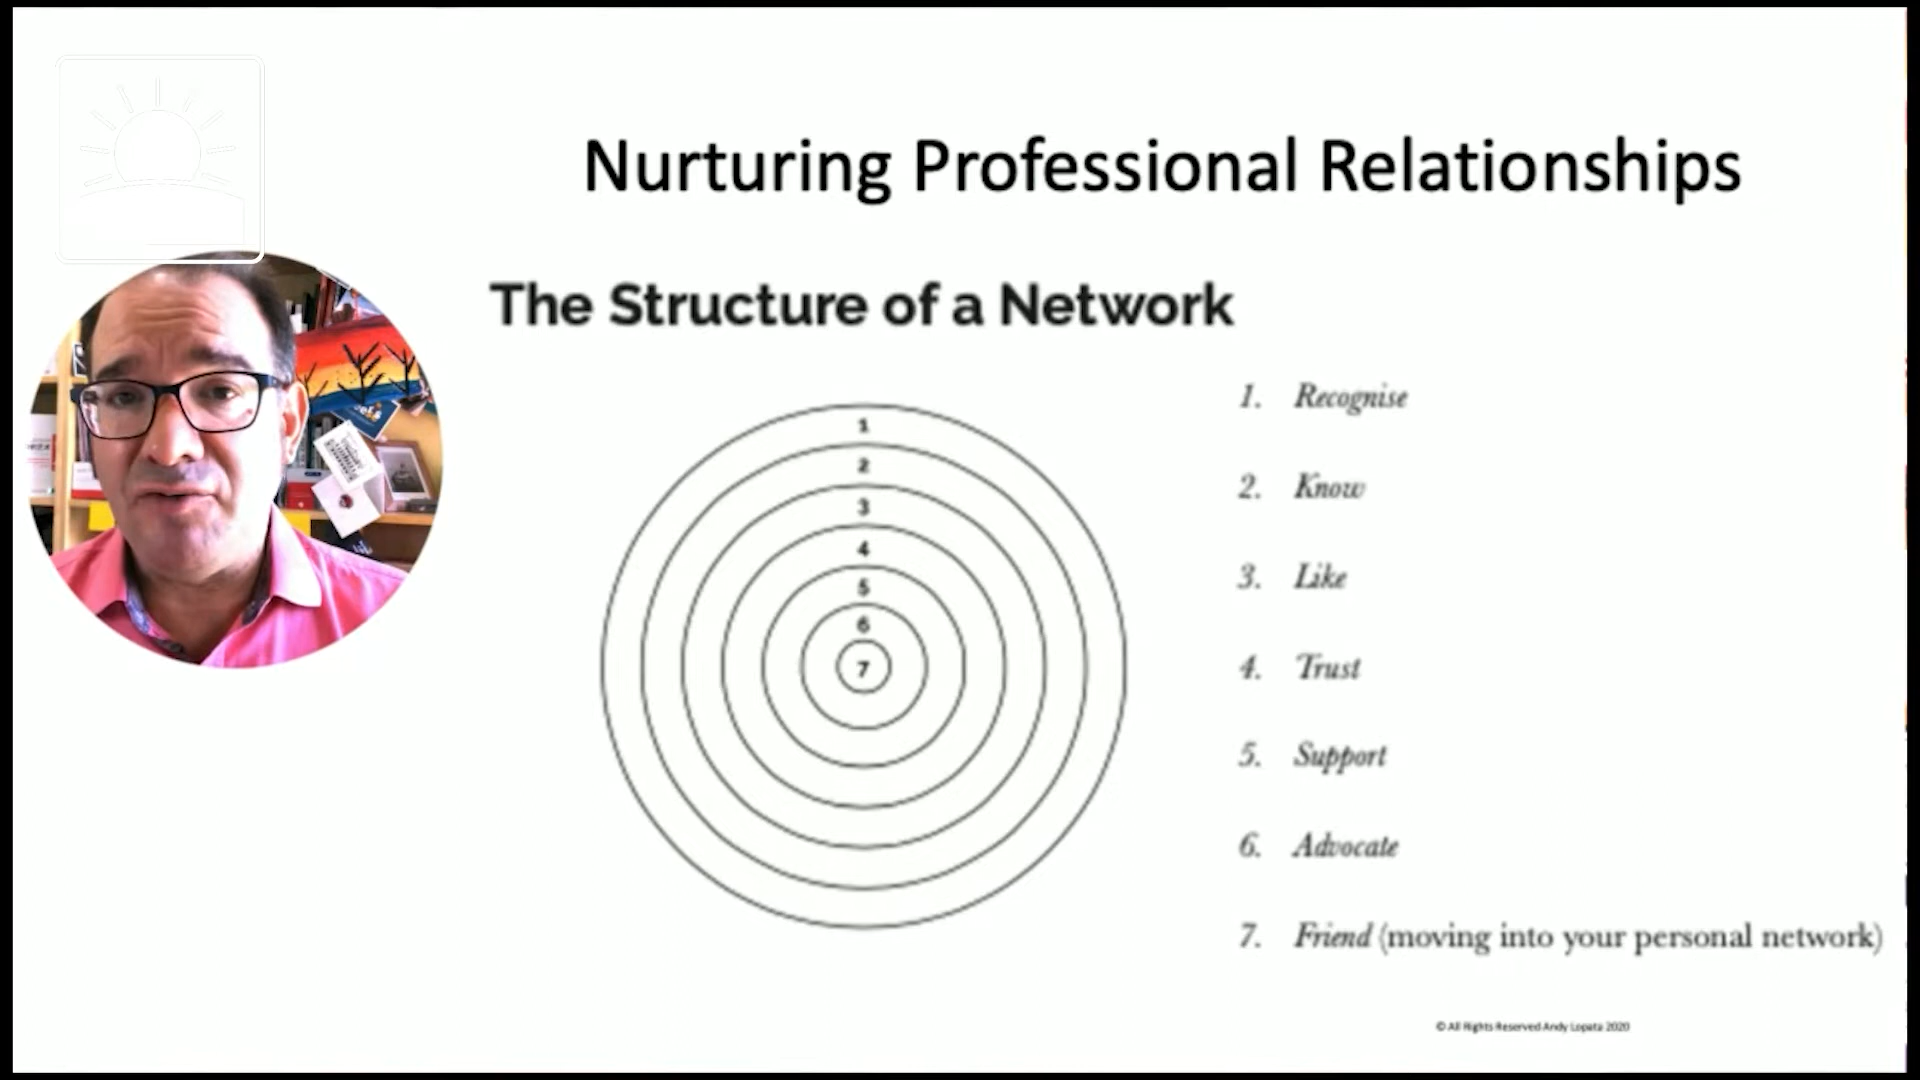 Nurturing Professional Relationships
The Structure of a Network
1
2
3
4
5
6
7
1. Recognise
2. Know
3. Like
4. Trust
5. Support
6. Advocate
7. Friend (moving into your personal network)
© All Rights Reserved Andy Lopata 2020